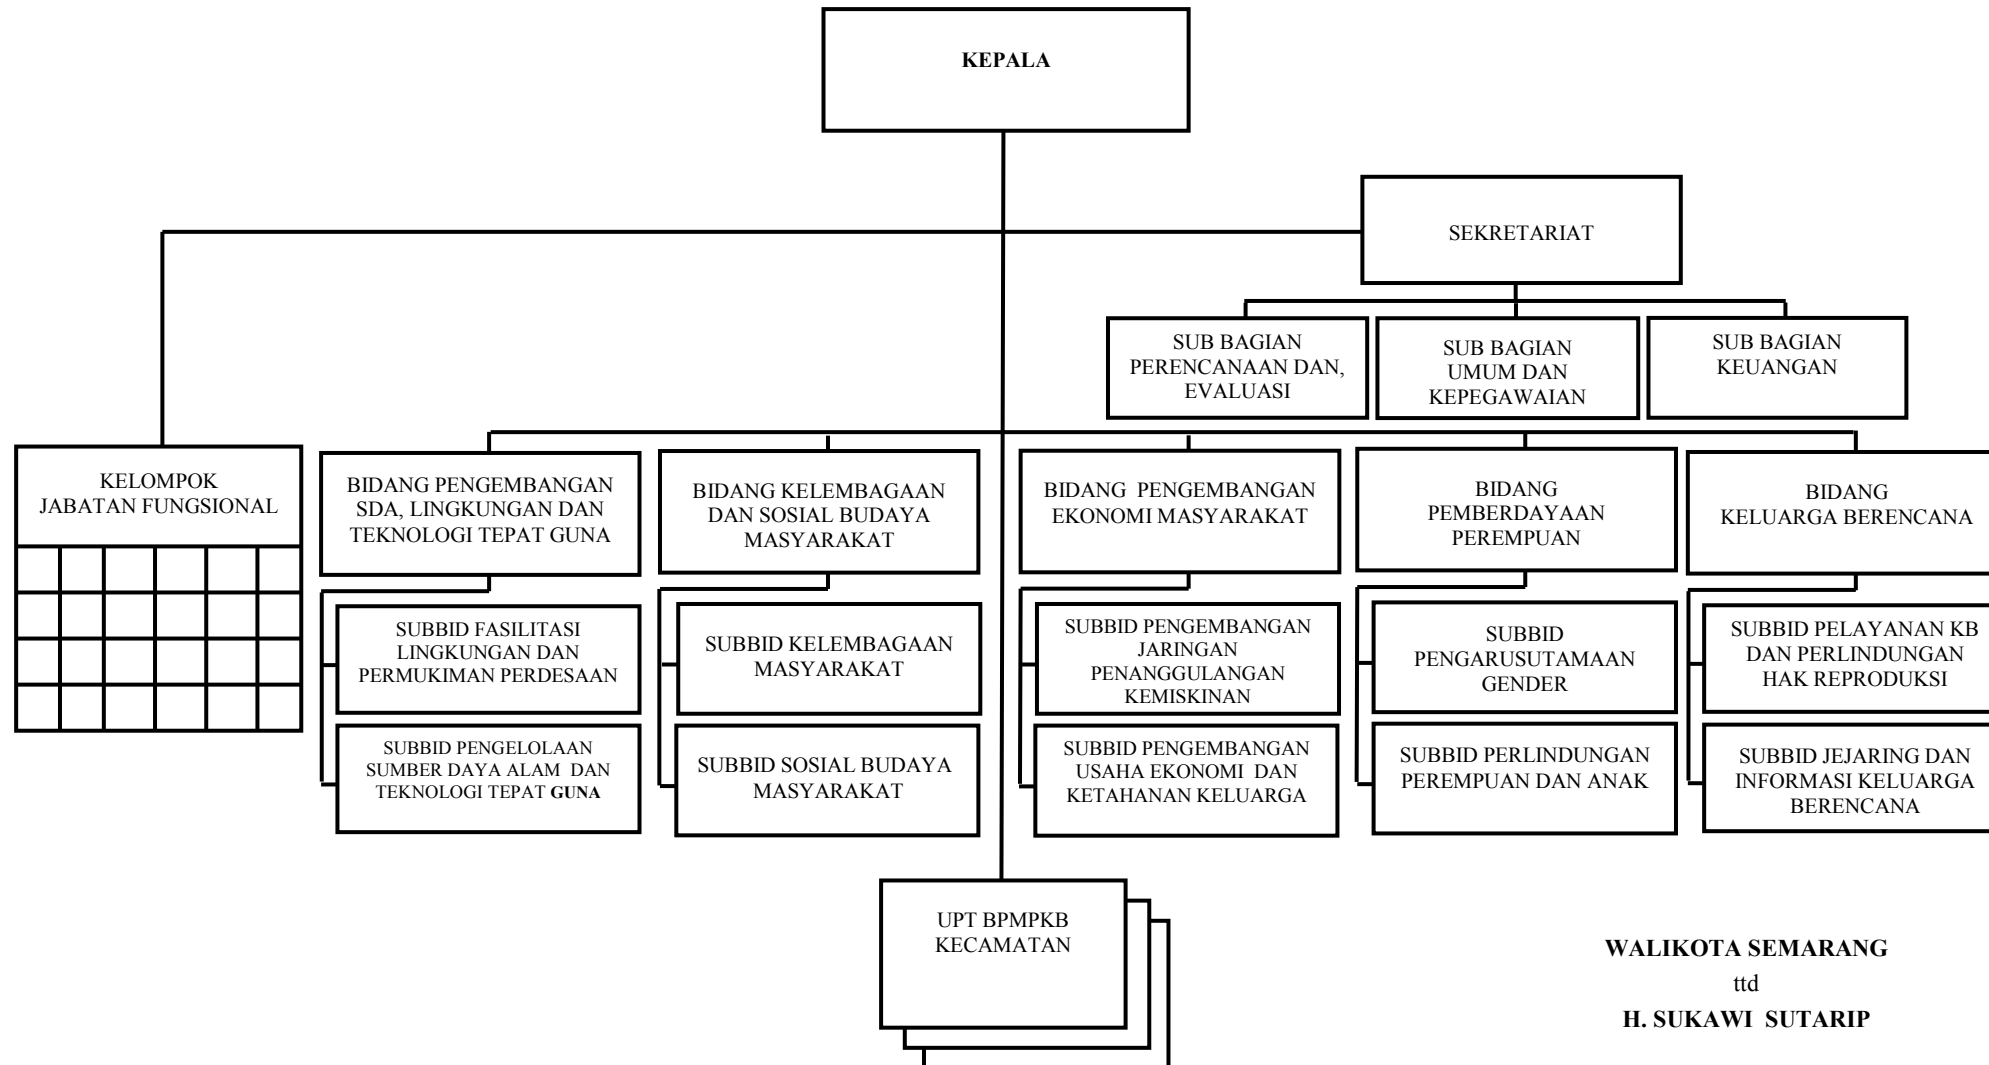 KEPALA
SEKRETARIAT
SUB BAGIAN
PERENCANAAN DAN,
EVALUASI
SUB BAGIAN
UMUM DAN
KEPEGAWAIAN
SUB BAGIAN
KEUANGAN
KELOMPOK
JABATAN FUNGSIONAL
BIDANG PENGEMBANGAN
SDA, LINGKUNGAN DAN
TEKNOLOGI TEPAT GUNA
BIDANG KELEMBAGAAN
DAN SOSIAL BUDAYA
MASYARAKAT
BIDANG PENGEMBANGAN
EKONOMI MASYARAKAT
BIDANG
PEMBERDAYAAN
PEREMPUAN
BIDANG
KELUARGA BERENCANA
SUBBID FASILITASI
LINGKUNGAN DAN
PERMUKIMAN PERDESAAN
SUBBID KELEMBAGAAN
MASYARAKAT
SUBBID PENGEMBANGAN
JARINGAN
PENANGGULANGAN
KEMISKINAN
SUBBID
PENGARUSUTAMAAN
GENDER
SUBBID PELAYANAN KB
DAN PERLINDUNGAN
HAK REPRODUKSI
SUBBID PENGELOLAAN
SUMBER DAYA ALAM DAN
TEKNOLOGI TEPAT GUNA
SUBBID SOSIAL BUDAYA
MASYARAKAT
SUBBID PENGEMBANGAN
USAHA EKONOMI DAN
KETAHANAN KELUARGA
SUBBID PERLINDUNGAN
PEREMPUAN DAN ANAK
SUBBID JEJARING DAN
INFORMASI KELUARGA
BERENCANA
UPT BPMPKB
KECAMATAN
WALIKOTA SEMARANG
ttd
H. SUKAWI SUTARIP